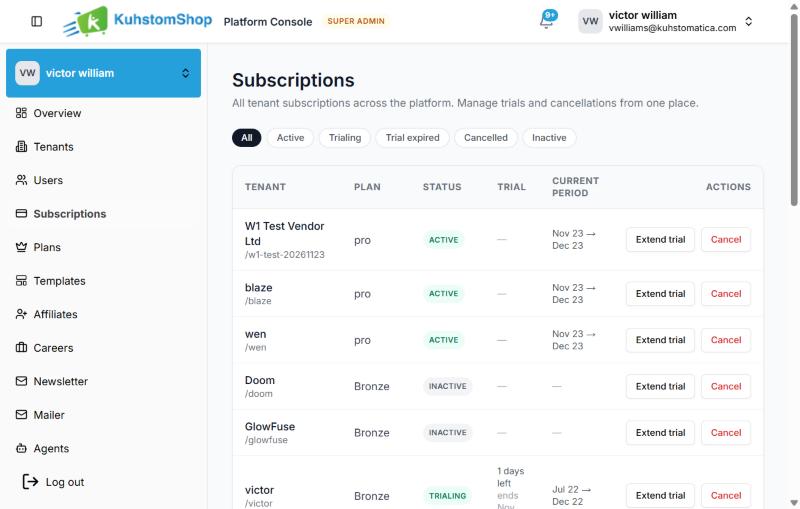 KuhstomShop Platform Console SUPER ADMIN
9+
VW victor william
vwilliams@kuhstomatica.com
VW victor william
Overview
Tenants
Users
Subscriptions
Plans
Templates
Affiliates
Careers
Newsletter
Mailer
Agents
Log out
Subscriptions
All tenant subscriptions across the platform. Manage trials and cancellations from one place.
All Active Trialing Trial expired Cancelled Inactive
TENANT PLAN STATUS TRIAL CURRENT PERIOD ACTIONS
W1 Test Vendor Ltd
/w1-test-20261123
pro ACTIVE — Nov 23 → Dec 23 Extend trial Cancel
blaze
/blaze
pro ACTIVE — Nov 23 → Dec 23 Extend trial Cancel
wen
/wen
pro ACTIVE — Nov 23 → Dec 23 Extend trial Cancel
Doom
/doom
Bronze INACTIVE — — Extend trial Cancel
GlowFuse
/glowfuse
Bronze INACTIVE — — Extend trial Cancel
victor
/victor
Bronze TRIALING 1 days left ends Nov Jul 22 → Dec 22 Extend trial Cancel